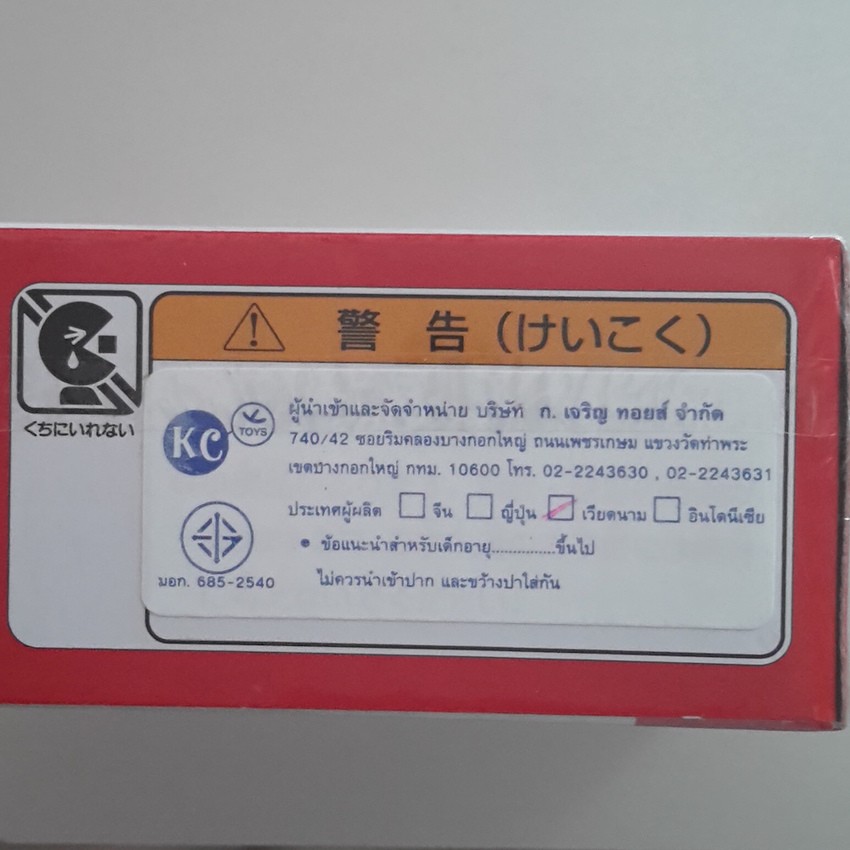 警 告 (けいこく)
くちにいれない
KC
TOYS
ผู้นำเข้าและจัดจำหน่าย บริษัท ก. เจริญ ทอยส์ จำกัด
740/42 ซอยริมคลองบางกอกใหญ่ ถนนเพชรเกษม แขวงวัดท่าพระ
เขตบางกอกใหญ่ กทม. 10600 โทร. 02-2243630 , 02-2243631
ประเทศผู้ผลิต จีน ญี่ปุ่น เวียดนาม อินโดนีเซีย
• ข้อแนะนำสำหรับเด็กอายุ...............ขึ้นไป
มอก. 685-2540
ไม่ควรนำเข้าปาก และขว้างปาใส่กัน